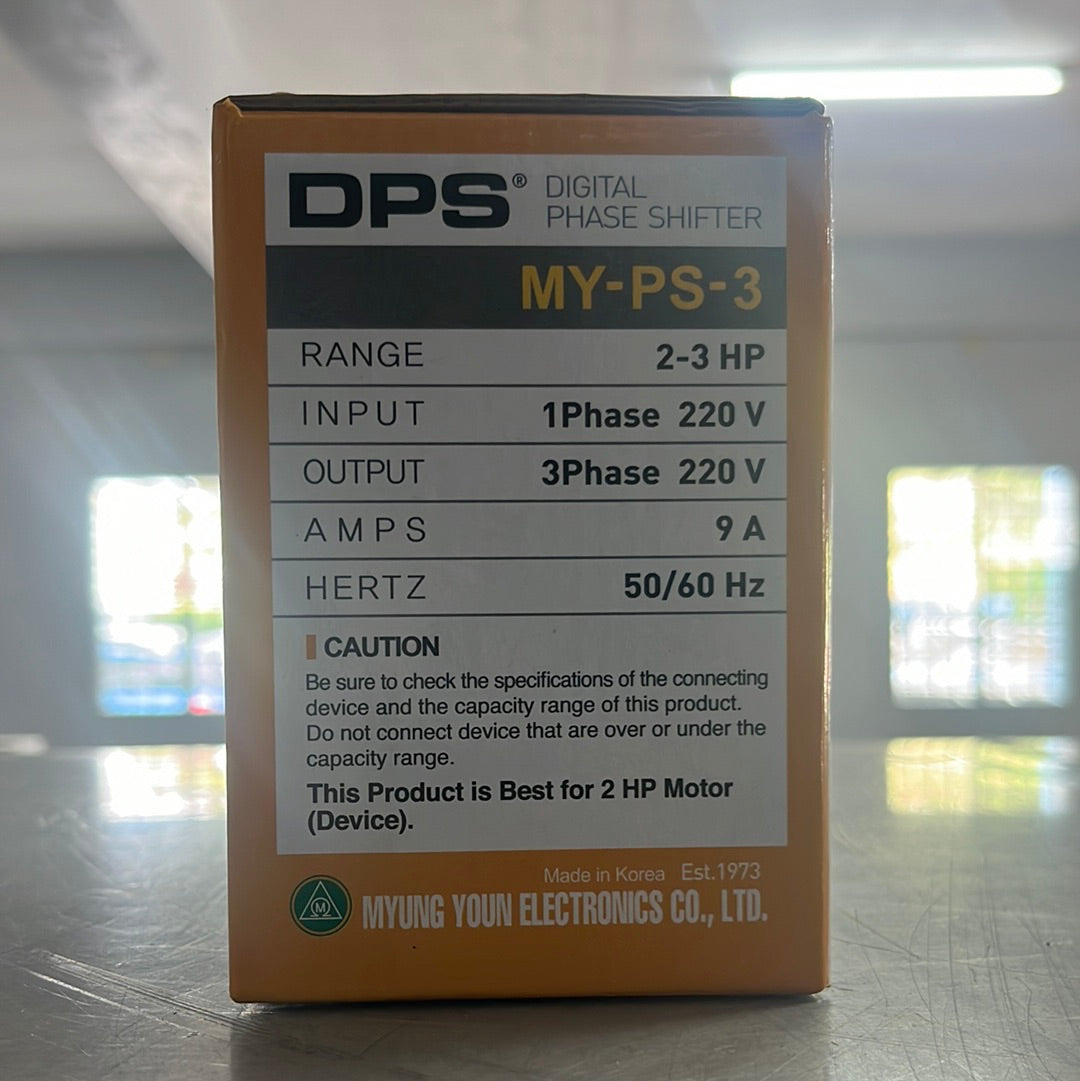 DPS® DIGITAL
PHASE SHIFTER
MY-PS-3
RANGE 2-3 HP
INPUT 1Phase 220 V
OUTPUT 3Phase 220 V
AMPS 9 A
HERTZ 50/60 Hz
CAUTION
Be sure to check the specifications of the connecting
device and the capacity range of this product.
Do not connect device that are over or under the
capacity range.
This Product is Best for 2 HP Motor
(Device).
Made in Korea Est.1973
M
MYUNG YOUN ELECTRONICS CO., LTD.